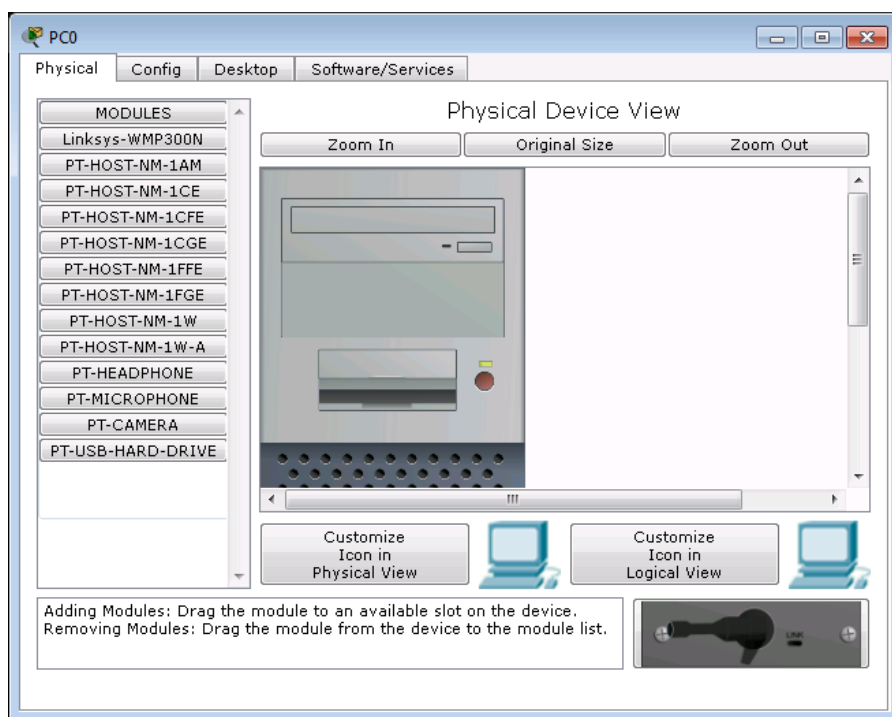 PC0
Physical
Config
Desktop
Software/Services
MODULES
Linksys-WMP300N
PT-HOST-NM-1AM
PT-HOST-NM-1CE
PT-HOST-NM-1CFE
PT-HOST-NM-1CGE
PT-HOST-NM-1FFE
PT-HOST-NM-1FGE
PT-HOST-NM-1W
PT-HOST-NM-1W-A
PT-HEADPHONE
PT-MICROPHONE
PT-CAMERA
PT-USB-HARD-DRIVE
Physical Device View
Zoom In
Original Size
Zoom Out
Customize
Icon in
Physical View
Customize
Icon in
Logical View
Adding Modules: Drag the module to an available slot on the device.
Removing Modules: Drag the module from the device to the module list.
LINK